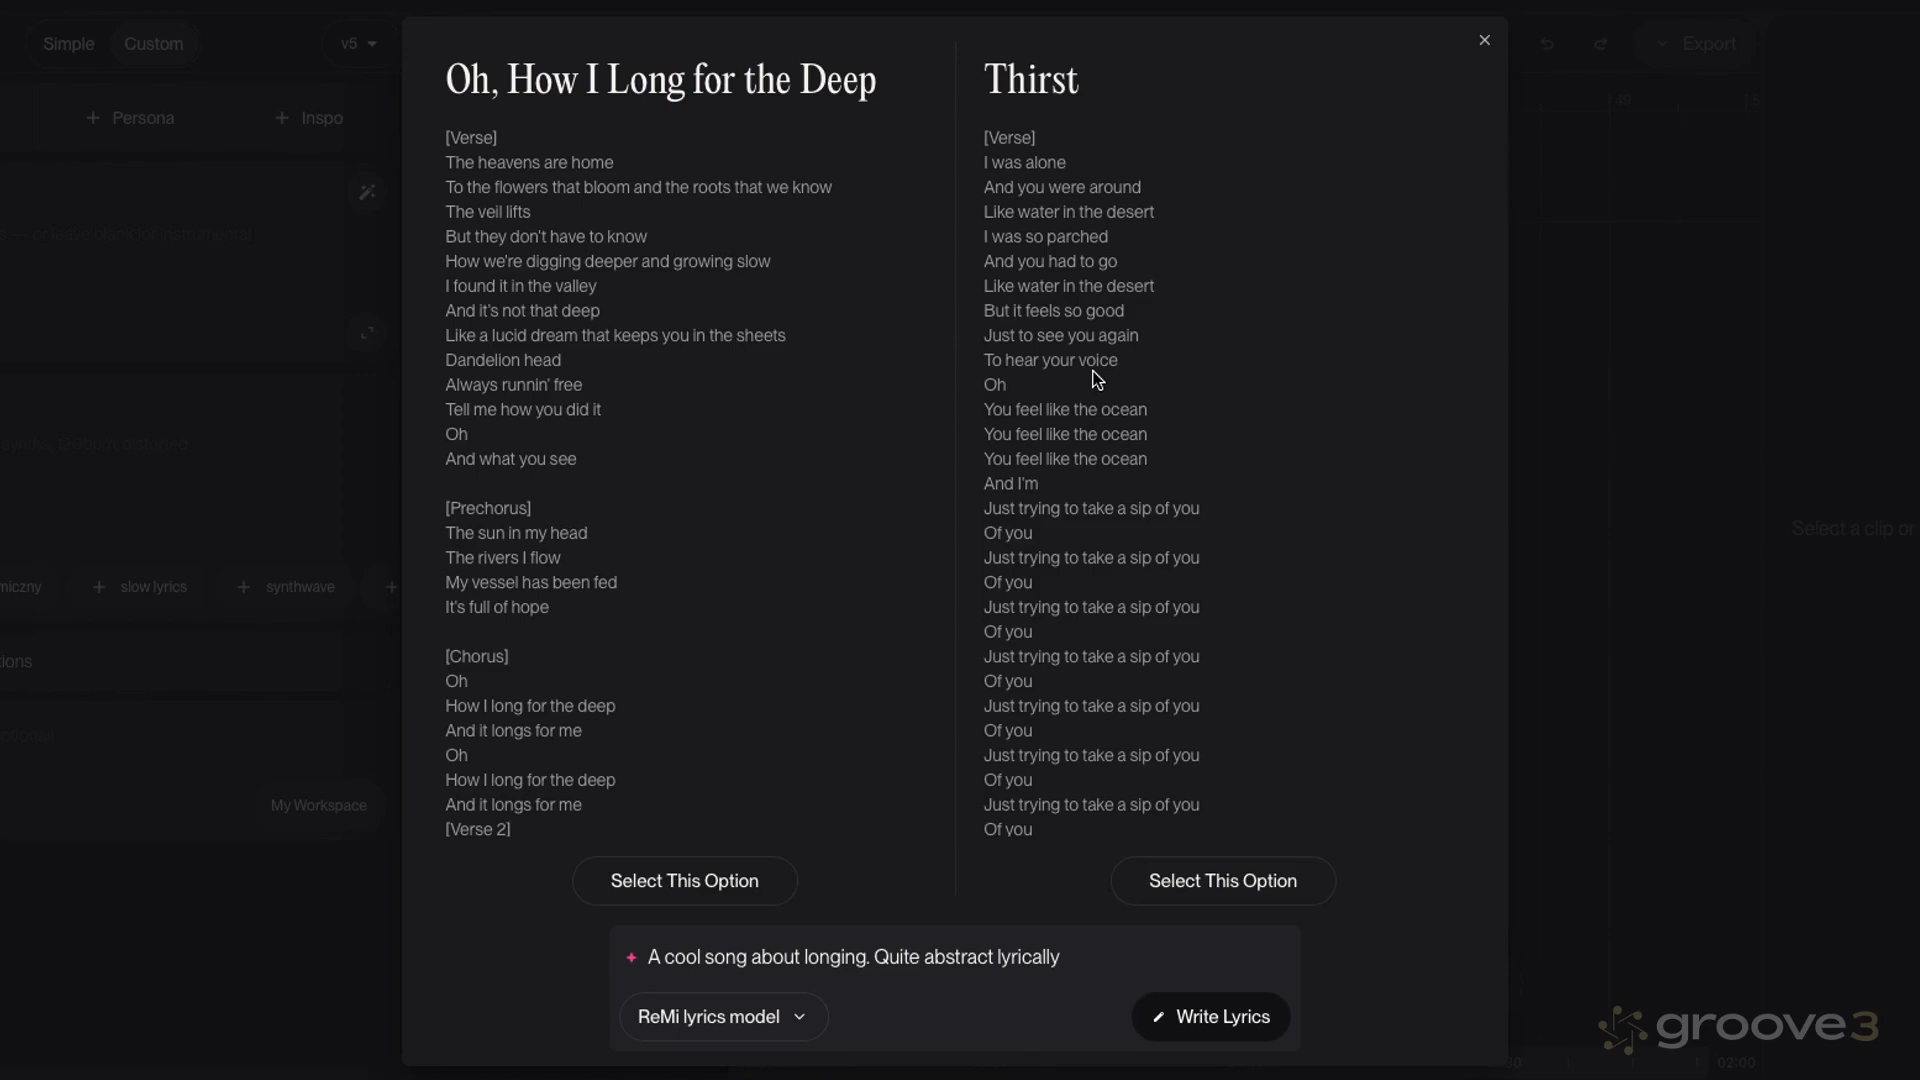 Simple
Custom
v5
Export
Persona
Inspo
49
— or leave blank for instrumental
miczny
slow lyrics
synthwave
My Workspace
Select a clip or
Oh, How I Long for the Deep
[Verse]
The heavens are home
To the flowers that bloom and the roots that we know
The veil lifts
But they don't have to know
How we're digging deeper and growing slow
I found it in the valley
And it's not that deep
Like a lucid dream that keeps you in the sheets
Dandelion head
Always runnin' free
Tell me how you did it
Oh
And what you see
[Prechorus]
The sun in my head
The rivers I flow
My vessel has been fed
It's full of hope
[Chorus]
Oh
How I long for the deep
And it longs for me
Oh
How I long for the deep
And it longs for me
[Verse 2]
Select This Option
Thirst
[Verse]
I was alone
And you were around
Like water in the desert
I was so parched
And you had to go
Like water in the desert
But it feels so good
Just to see you again
To hear your voice
Oh
You feel like the ocean
You feel like the ocean
You feel like the ocean
And I'm
Just trying to take a sip of you
Of you
Just trying to take a sip of you
Of you
Just trying to take a sip of you
Of you
Just trying to take a sip of you
Of you
Just trying to take a sip of you
Of you
Just trying to take a sip of you
Of you
Just trying to take a sip of you
Of you
Select This Option
A cool song about longing. Quite abstract lyrically
ReMi lyrics model
Write Lyrics
groove3
02:00